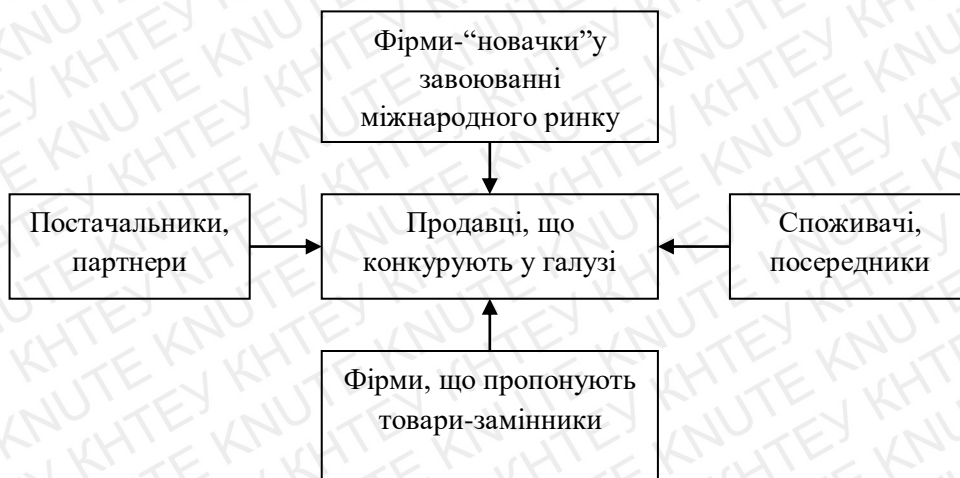 Фірми-“новачки”у
завоюванні
міжнародного ринку
Постачальники,
партнери
Продавці, що
конкурують у галузі
Споживачі,
посередники
Фірми, що пропонують
товари-замінники